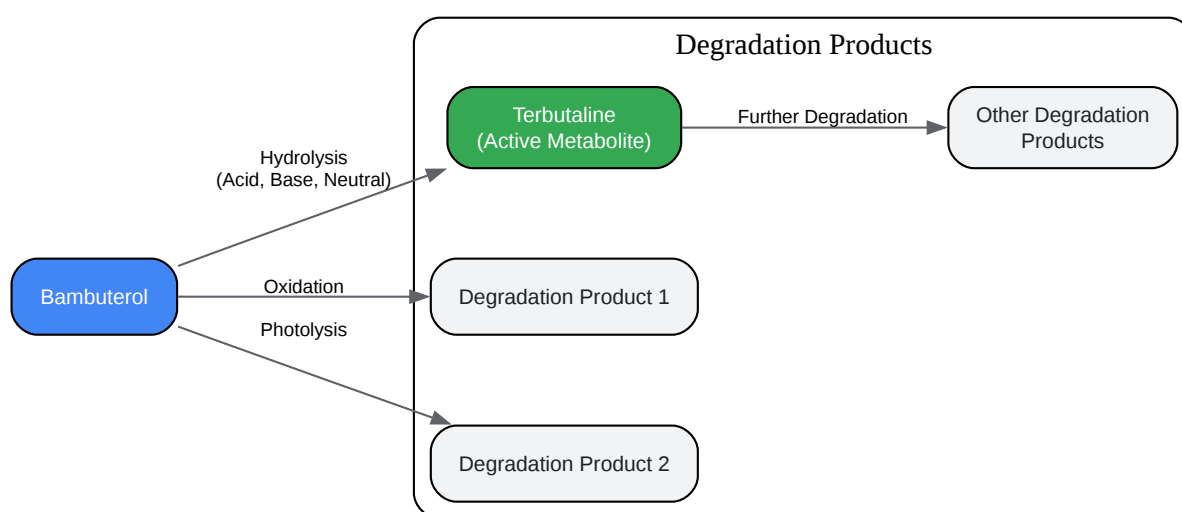 Degradation Products
Terbutaline
(Active Metabolite)
Further Degradation
Other Degradation
Products
Hydrolysis
(Acid, Base, Neutral)
Bambuterol
Oxidation
Degradation Product 1
Photolysis
Degradation Product 2